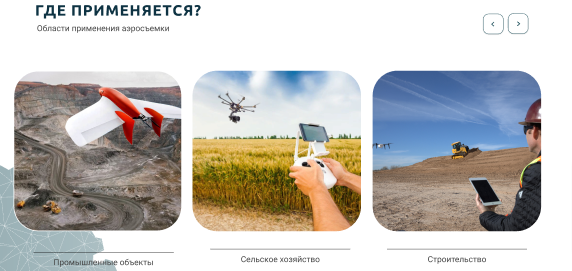 ГДЕ ПРИМЕНЯЕТСЯ?
Области применения аэросъемки
Промышленные объекты
Сельское хозяйство
Строительство